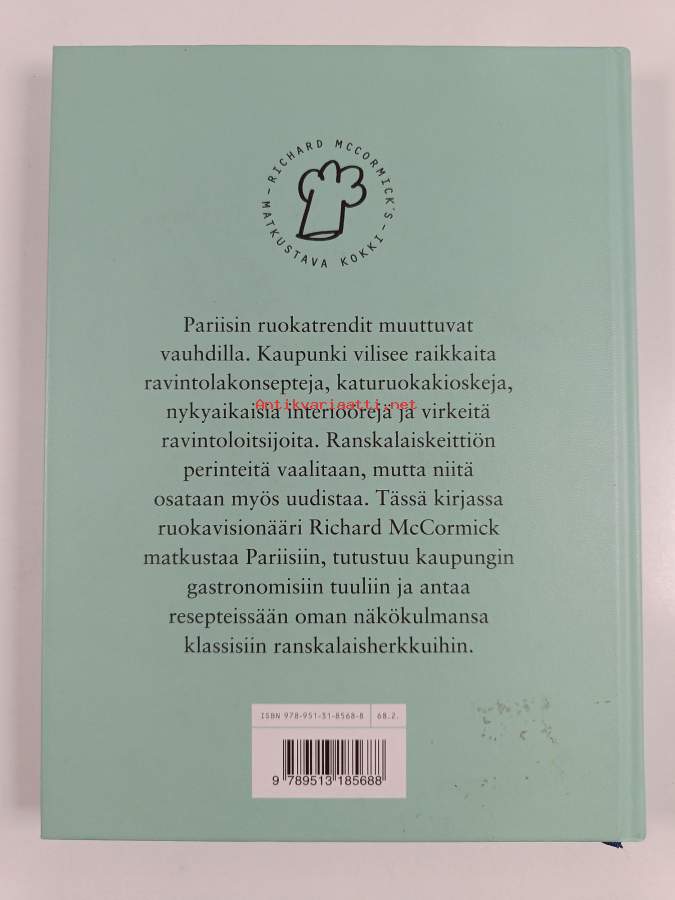 RICHARD MCCORMICK'S
MATKUSTAVA KOKKI
Pariisin ruokatrendit muuttuvat
vauhdilla. Kaupunki vilisee raikkaita
ravintolakonsepteja, katuruokakioskeja,
Antikvariaatti.net
nykyaikaisia interiöörejä ja virkeitä
ravintoloitsijoita. Ranskalaiskeittiön
perinteitä vaalitaan, mutta niitä
osataan myös uudistaa. Tässä kirjassa
ruokavisionääri Richard McCormick
matkustaa Pariisiin, tutustuu kaupungin
gastronomisiin tuuliin ja antaa
resepteissään oman näkökulmansa
klassisiin ranskalaisherkkuihin.
ISBN 978-951-31-8568-8 68.2.
9 789513 185688